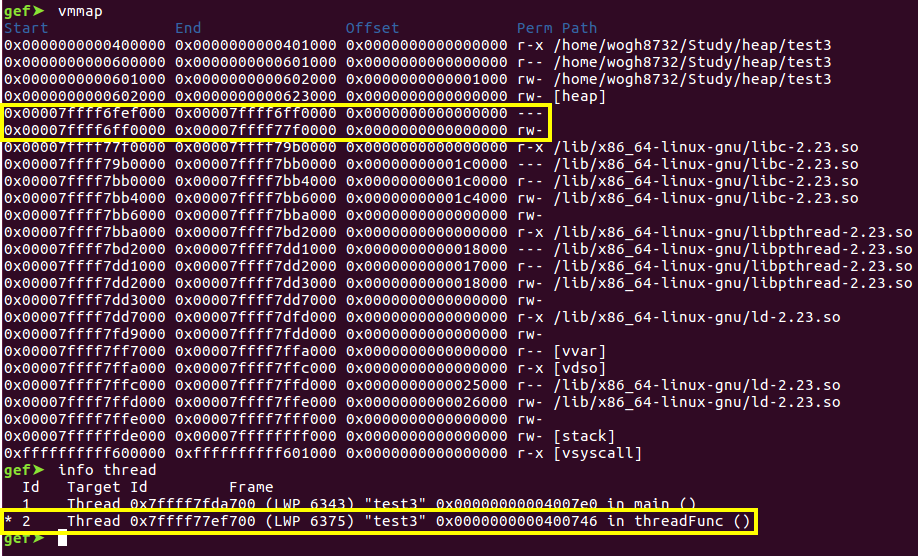 gef➤ vmmap
Start End Offset Perm Path
0x0000000000400000 0x0000000000401000 0x0000000000000000 r-x /home/wogh8732/Study/heap/test3
0x0000000000600000 0x0000000000601000 0x0000000000000000 r-- /home/wogh8732/Study/heap/test3
0x0000000000601000 0x0000000000602000 0x0000000000001000 rw- /home/wogh8732/Study/heap/test3
0x0000000000602000 0x0000000000623000 0x0000000000000000 rw- [heap]
0x00007ffff6fef000 0x00007ffff6ff0000 0x0000000000000000 ---
0x00007ffff6ff0000 0x00007ffff77f0000 0x0000000000000000 rw-
0x00007ffff77f0000 0x00007ffff79b0000 0x0000000000000000 r-x /lib/x86_64-linux-gnu/libc-2.23.so
0x00007ffff79b0000 0x00007ffff7bb0000 0x00000000001c0000 --- /lib/x86_64-linux-gnu/libc-2.23.so
0x00007ffff7bb0000 0x00007ffff7bb4000 0x00000000001c0000 r-- /lib/x86_64-linux-gnu/libc-2.23.so
0x00007ffff7bb4000 0x00007ffff7bb6000 0x00000000001c4000 rw- /lib/x86_64-linux-gnu/libc-2.23.so
0x00007ffff7bb6000 0x00007ffff7bba000 0x0000000000000000 rw-
0x00007ffff7bba000 0x00007ffff7bd2000 0x0000000000000000 r-x /lib/x86_64-linux-gnu/libpthread-2.23.so
0x00007ffff7bd2000 0x00007ffff7dd1000 0x0000000000018000 --- /lib/x86_64-linux-gnu/libpthread-2.23.so
0x00007ffff7dd1000 0x00007ffff7dd2000 0x0000000000017000 r-- /lib/x86_64-linux-gnu/libpthread-2.23.so
0x00007ffff7dd2000 0x00007ffff7dd3000 0x0000000000018000 rw- /lib/x86_64-linux-gnu/libpthread-2.23.so
0x00007ffff7dd3000 0x00007ffff7dd7000 0x0000000000000000 rw-
0x00007ffff7dd7000 0x00007ffff7dfd000 0x0000000000000000 r-x /lib/x86_64-linux-gnu/ld-2.23.so
0x00007ffff7fd9000 0x00007ffff7fdd000 0x0000000000000000 rw-
0x00007ffff7ff7000 0x00007ffff7ffa000 0x0000000000000000 r-- [vvar]
0x00007ffff7ffa000 0x00007ffff7ffc000 0x0000000000000000 r-x [vdso]
0x00007ffff7ffc000 0x00007ffff7ffd000 0x0000000000025000 r-- /lib/x86_64-linux-gnu/ld-2.23.so
0x00007ffff7ffd000 0x00007ffff7ffe000 0x0000000000026000 rw- /lib/x86_64-linux-gnu/ld-2.23.so
0x00007ffff7ffe000 0x00007ffff7fff000 0x0000000000000000 rw-
0x00007ffffffde000 0x00007ffffffff000 0x0000000000000000 rw- [stack]
0xffffffffff600000 0xffffffffff601000 0x0000000000000000 r-x [vsyscall]
gef➤ info thread
Id Target Id Frame
1 Thread 0x7ffff7fda700 (LWP 6343) "test3" 0x00000000004007e0 in main ()
* 2 Thread 0x7ffff77ef700 (LWP 6375) "test3" 0x0000000000400746 in threadFunc ()
gef➤